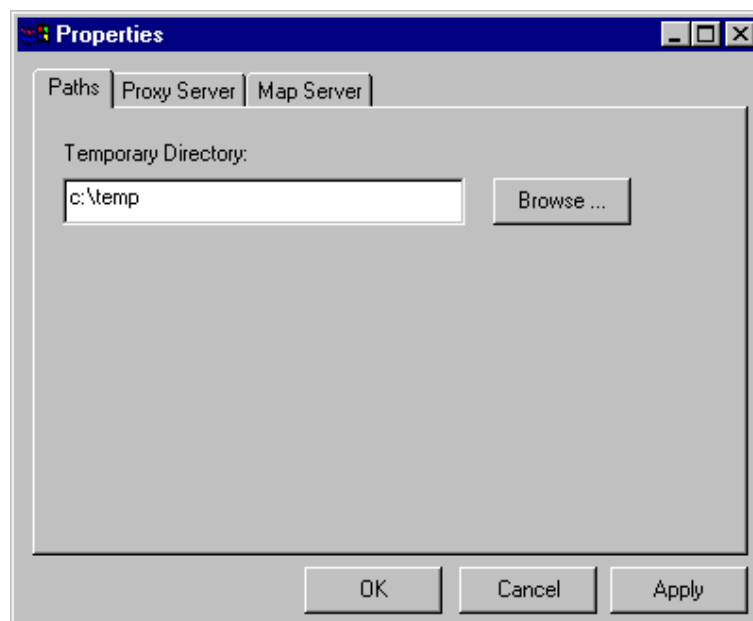 Properties
Paths Proxy Server Map Server
Temporary Directory:
c:\temp Browse ...
OK Cancel Apply